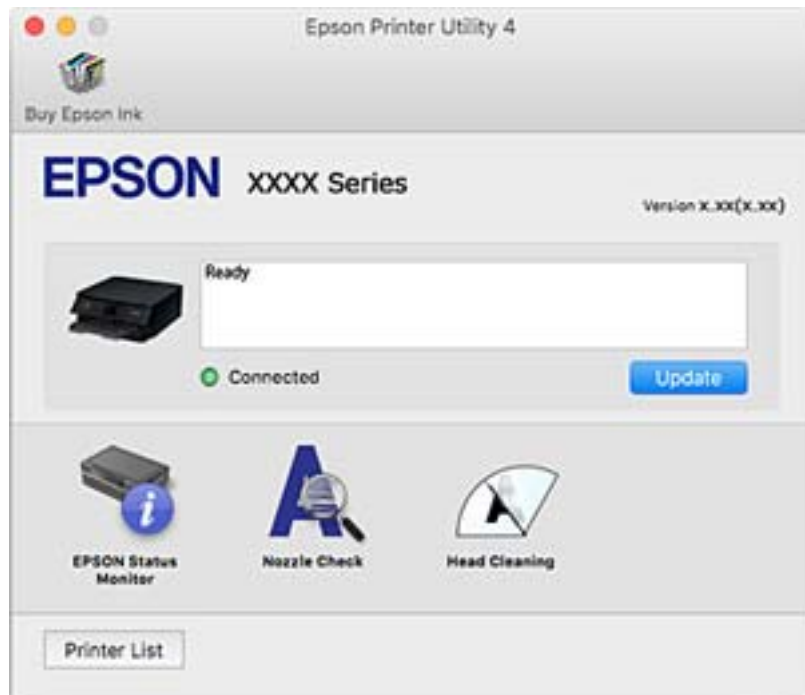 Epson Printer Utility 4
Buy Epson Ink
EPSON XXXX Series
Version x.xx(x.xx)
Ready
Connected
Update
EPSON Status
Monitor
Nozzle Check
Head Cleaning
Printer List